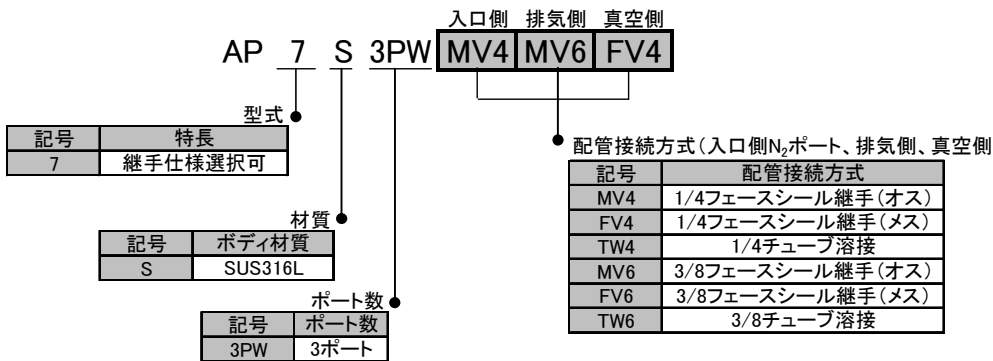 入口側 排気側 真空側
AP 7 S 3PW MV4 MV6 FV4
型式
記号 特長
7 継手仕様選択可
材質
記号 ボディ材質
S SUS316L
ポート数
記号 ポート数
3PW 3ポート
配管接続方式(入口側N₂ポート、排気側、真空側
記号 配管接続方式
MV4 1/4フェースシール継手(オス)
FV4 1/4フェースシール継手(メス)
TW4 1/4チューブ溶接
MV6 3/8フェースシール継手(オス)
FV6 3/8フェースシール継手(メス)
TW6 3/8チューブ溶接